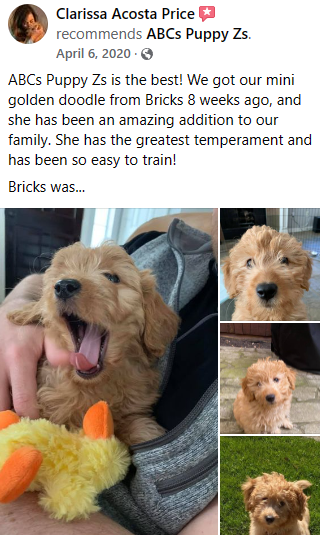 Clarissa Acosta Price
recommends ABCs Puppy Zs.
April 6, 2020 ·
ABCs Puppy Zs is the best! We got our mini
golden doodle from Bricks 8 weeks ago, and
she has been an amazing addition to our
family. She has the greatest temperament and
has been so easy to train!
Bricks was...